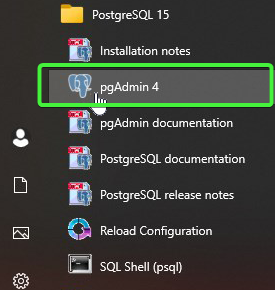 PostgreSQL 15
Installation notes
pgAdmin 4
pgAdmin documentation
PostgreSQL documentation
PostgreSQL release notes
Reload Configuration
SQL Shell (psql)